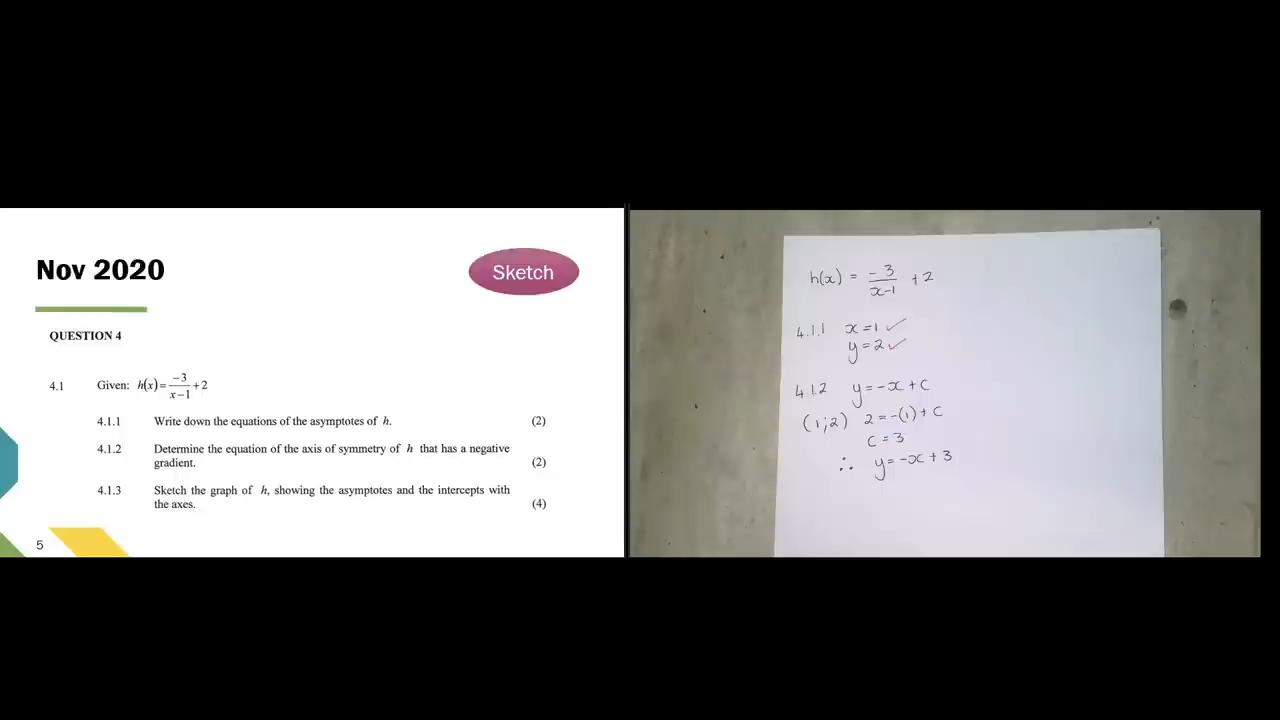 Nov 2020
Sketch
QUESTION 4
4.1 Given: h(x) = -3/(x-1) + 2
4.1.1 Write down the equations of the asymptotes of h. (2)
4.1.2 Determine the equation of the axis of symmetry of h that has a negative
gradient. (2)
4.1.3 Sketch the graph of h, showing the asymptotes and the intercepts with
the axes. (4)
5
h(x) = -3/(x-1) + 2
4.1.1 x = 1 ✓
y = 2 ✓
4.1.2 y = -x + c
(1;2) 2 = -(1) + c
c = 3
∴ y = -x + 3